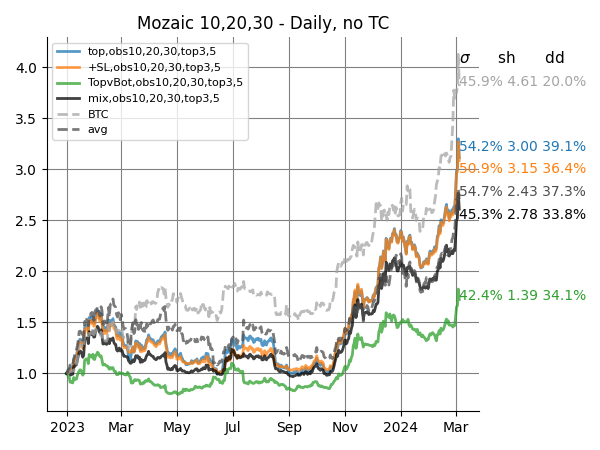 Mozaic 10,20,30 - Daily, no TC
top,obs10,20,30,top3,5
+SL,obs10,20,30,top3,5
TopvBot,obs10,20,30,top3,5
mix,obs10,20,30,top3,5
BTC
avg
σ sh dd
45.9% 4.61 20.0%
54.2% 3.00 39.1%
50.9% 3.15 36.4%
54.7% 2.43 37.3%
45.3% 2.78 33.8%
42.4% 1.39 34.1%
4.0
3.5
3.0
2.5
2.0
1.5
1.0
2023 Mar May Jul Sep Nov 2024 Mar